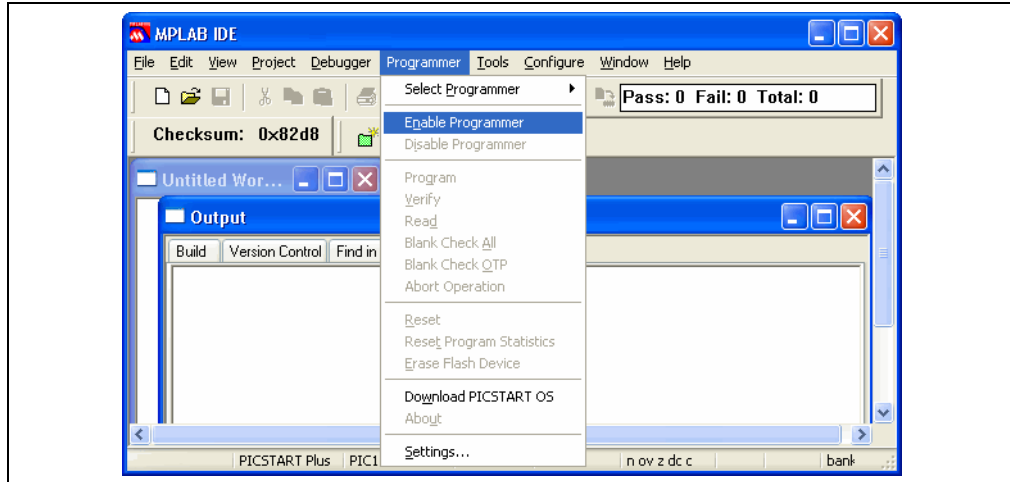 MPLAB IDE
File Edit View Project Debugger Programmer Tools Configure Window Help
Select Programmer
Pass: 0 Fail: 0 Total: 0
Enable Programmer
Checksum: 0x82d8
Disable Programmer
Untitled Wor...
Program
Verify
Output
Read
Build Version Control Find in
Blank Check All
Blank Check OTP
Abort Operation
Reset
Reset Program Statistics
Erase Flash Device
Download PICSTART OS
About
Settings...
PICSTART Plus PIC1 n ov z dc c bank